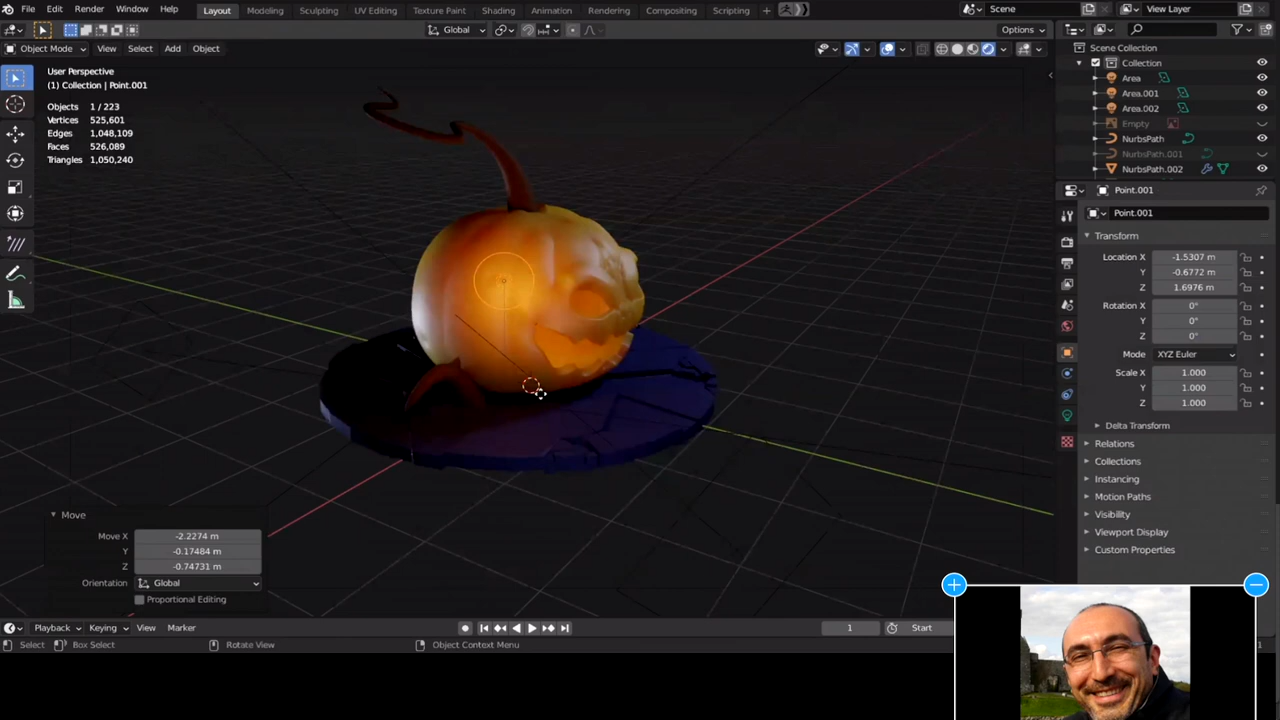 File Edit Render Window Help Layout Modeling Sculpting UV Editing Texture Paint Shading Animation Rendering Compositing Scripting + Scene View Layer
Global Options
Object Mode View Select Add Object
User Perspective
(1) Collection | Point.001
Objects 1 / 223
Vertices 525,601
Edges 1,048,109
Faces 526,089
Triangles 1,050,240
Scene Collection
Collection
Area
Area.001
Area.002
Empty
NurbsPath
NurbsPath.001
NurbsPath.002
Point.001
Point.001
Transform
Location X -1.5307 m
Y -0.6772 m
Z 1.6976 m
Rotation X 0°
Y 0°
Z 0°
Mode XYZ Euler
Scale X 1.000
Y 1.000
Z 1.000
Delta Transform
Relations
Collections
Instancing
Motion Paths
Visibility
Viewport Display
Custom Properties
Move
Move X -2.2274 m
Y -0.17484 m
Z -0.74731 m
Orientation Global
Proportional Editing
Playback Keying View Marker 1 Start
Select Box Select Rotate View Object Context Menu